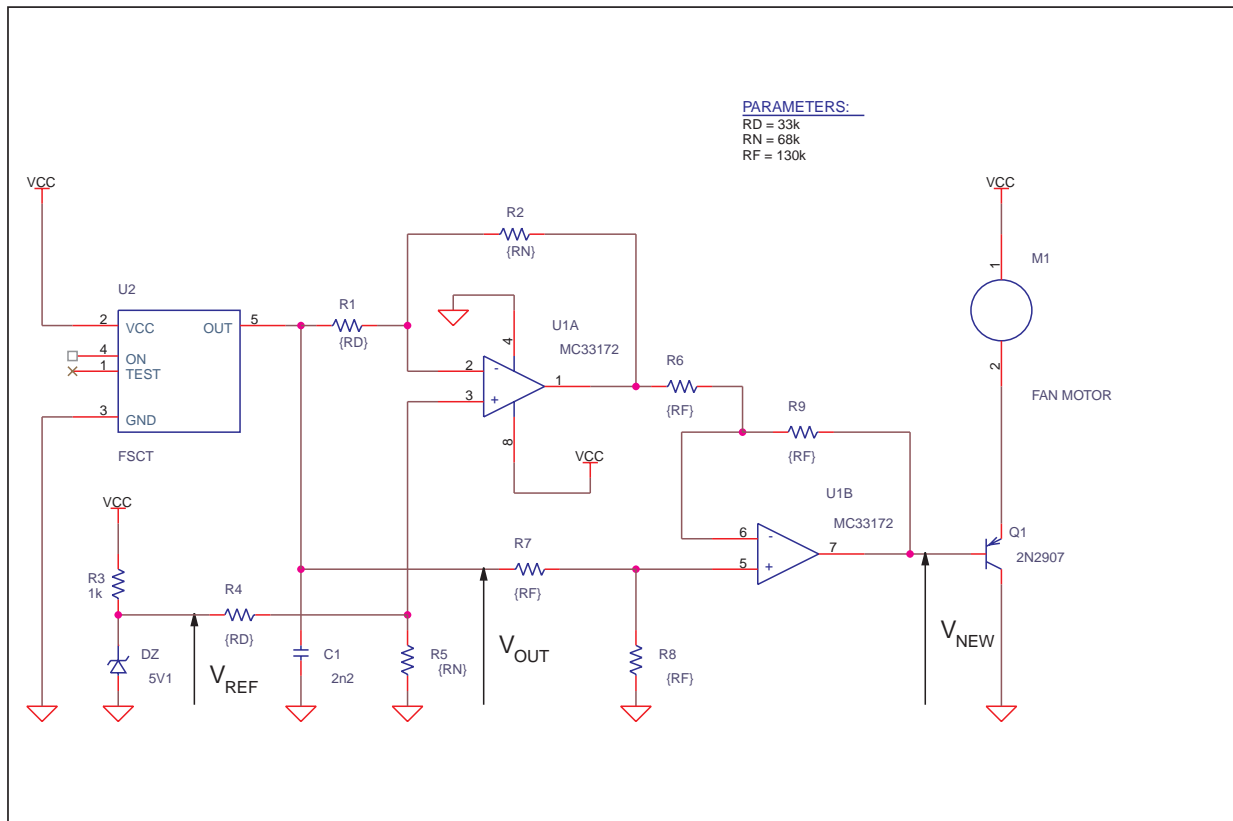 PARAMETERS:
RD = 33k
RN = 68k
RF = 130k
VCC
VCC
R2
{RN}
M1
1
2
FAN MOTOR
U2
2
VCC
OUT
5
4
ON
1
TEST
3
GND
FSCT
R1
{RD}
U1A
MC33172
4
2
-
3
+
1
8
VCC
R6
{RF}
R9
{RF}
U1B
MC33172
6
-
5
+
7
Q1
2N2907
VCC
R3
1k
R4
{RD}
R7
{RF}
DZ
5V1
VREF
C1
2n2
R5
{RN}
VOUT
R8
{RF}
VNEW